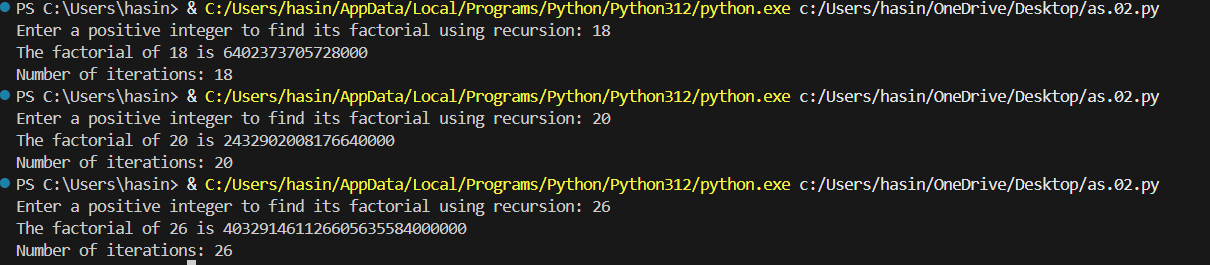 PS C:\Users\hasin> & C:/Users/hasin/AppData/Local/Programs/Python/Python312/python.exe c:/Users/hasin/OneDrive/Desktop/as.02.py
Enter a positive integer to find its factorial using recursion: 18
The factorial of 18 is 6402373705728000
Number of iterations: 18
PS C:\Users\hasin> & C:/Users/hasin/AppData/Local/Programs/Python/Python312/python.exe c:/Users/hasin/OneDrive/Desktop/as.02.py
Enter a positive integer to find its factorial using recursion: 20
The factorial of 20 is 2432902008176640000
Number of iterations: 20
PS C:\Users\hasin> & C:/Users/hasin/AppData/Local/Programs/Python/Python312/python.exe c:/Users/hasin/OneDrive/Desktop/as.02.py
Enter a positive integer to find its factorial using recursion: 26
The factorial of 26 is 403291461126605635584000000
Number of iterations: 26